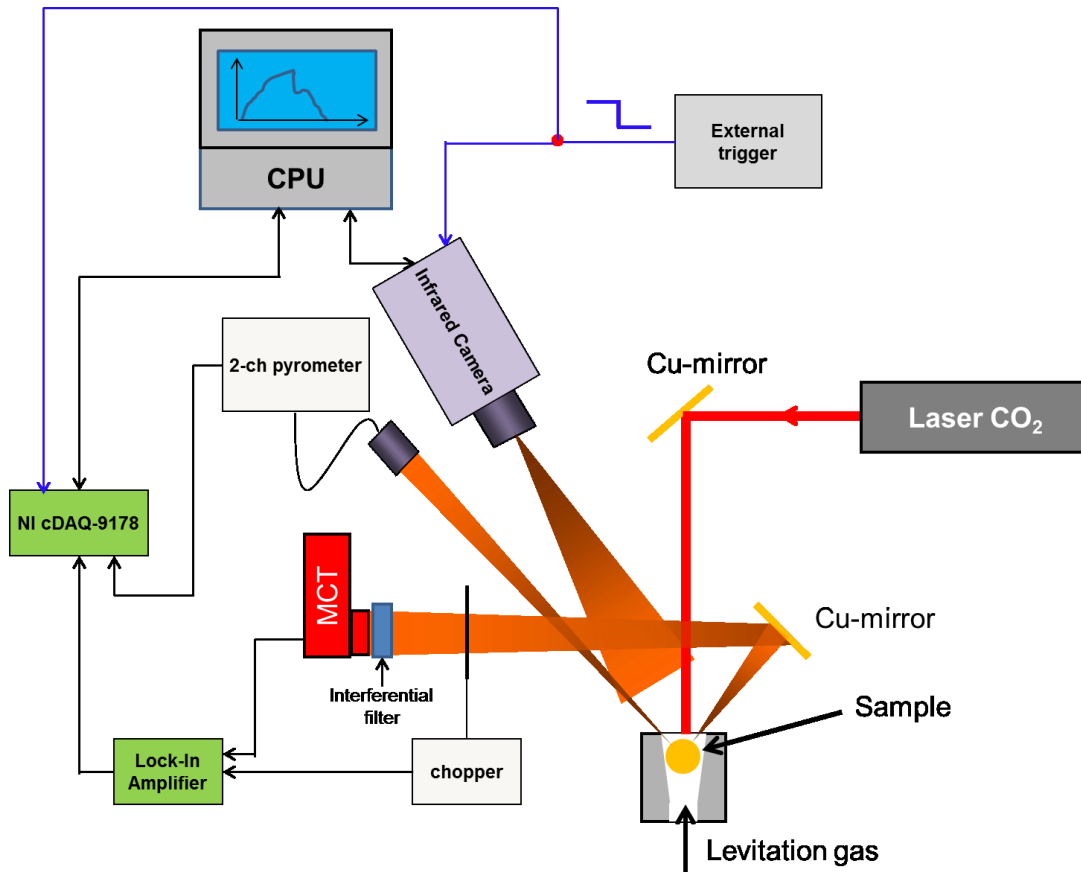 CPU
External
trigger
Infrared Camera
2-ch pyrometer
Cu-mirror
Laser CO₂
NI cDAQ-9178
MCT
Cu-mirror
Interferential
filter
Sample
Lock-In
Amplifier
chopper
Levitation gas